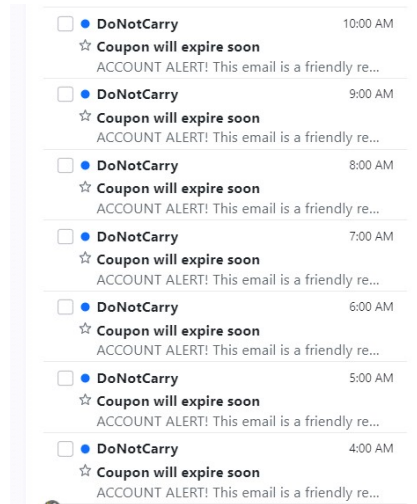 DoNotCarry 10:00 AM
Coupon will expire soon
ACCOUNT ALERT! This email is a friendly re...
DoNotCarry 9:00 AM
Coupon will expire soon
ACCOUNT ALERT! This email is a friendly re...
DoNotCarry 8:00 AM
Coupon will expire soon
ACCOUNT ALERT! This email is a friendly re...
DoNotCarry 7:00 AM
Coupon will expire soon
ACCOUNT ALERT! This email is a friendly re...
DoNotCarry 6:00 AM
Coupon will expire soon
ACCOUNT ALERT! This email is a friendly re...
DoNotCarry 5:00 AM
Coupon will expire soon
ACCOUNT ALERT! This email is a friendly re...
DoNotCarry 4:00 AM
Coupon will expire soon
ACCOUNT ALERT! This email is a friendly re...